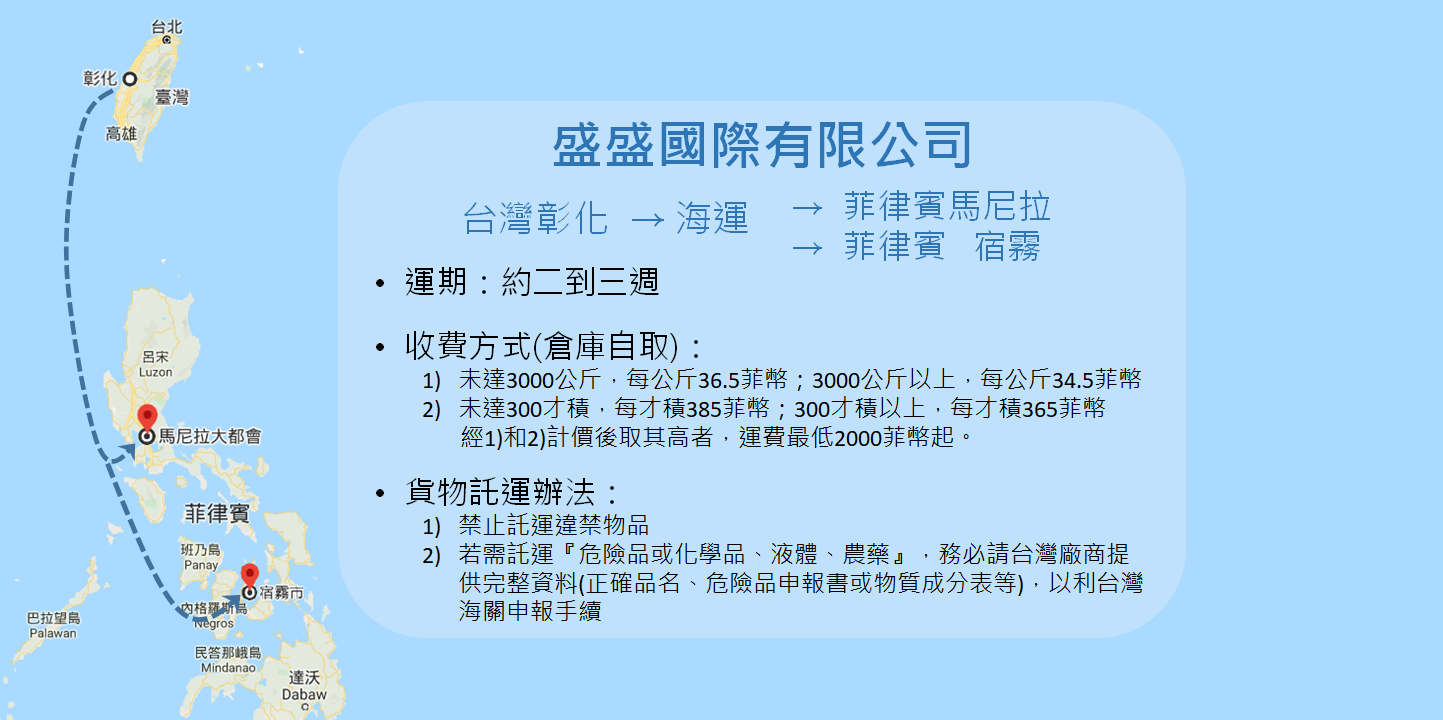 台北
彰化
臺灣
高雄
盛盛國際有限公司
台灣彰化 → 海運
→ 菲律賓馬尼拉
→ 菲律賓 宿霧
• 運期：約二到三週
• 收費方式(倉庫自取)：
1) 未達3000公斤，每公斤36.5菲幣；3000公斤以上，每公斤34.5菲幣
2) 未達300才積，每才積385菲幣；300才積以上，每才積365菲幣
經1)和2)計價後取其高者，運費最低2000菲幣起。
• 貨物託運辦法：
1) 禁止託運違禁物品
2) 若需託運『危險品或化學品、液體、農藥』，務必請台灣廠商提
供完整資料(正確品名、危險品申報書或物質成分表等)，以利台灣
海關申報手續
呂宋
Luzon
馬尼拉大都會
菲律賓
班乃島
Panay
宿霧市
內格羅斯島
Negros
巴拉望島
Palawan
民答那峨島
Mindanao
達沃
Dabaw